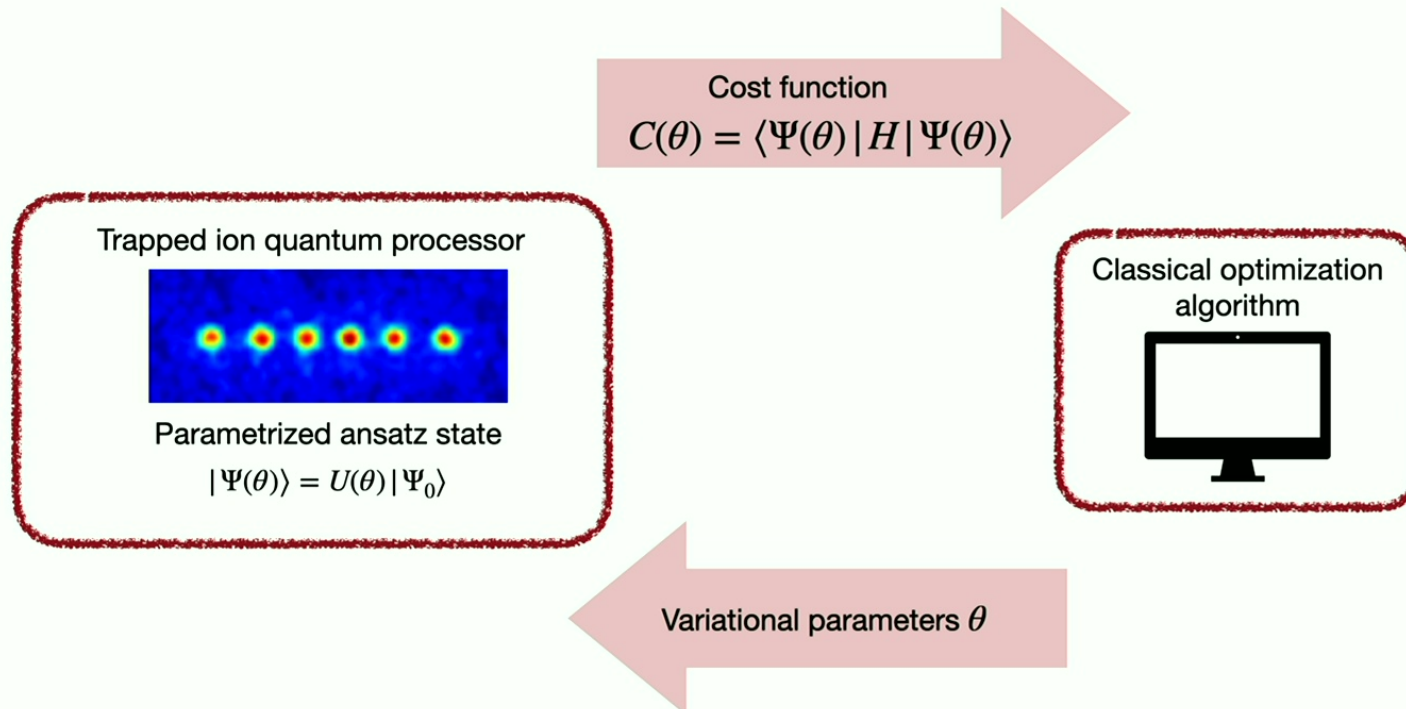 Cost function
C(θ) = ⟨Ψ(θ)|H|Ψ(θ)⟩
Trapped ion quantum processor
Parametrized ansatz state
|Ψ(θ)⟩ = U(θ)|Ψ₀⟩
Classical optimization
algorithm
Variational parameters θ